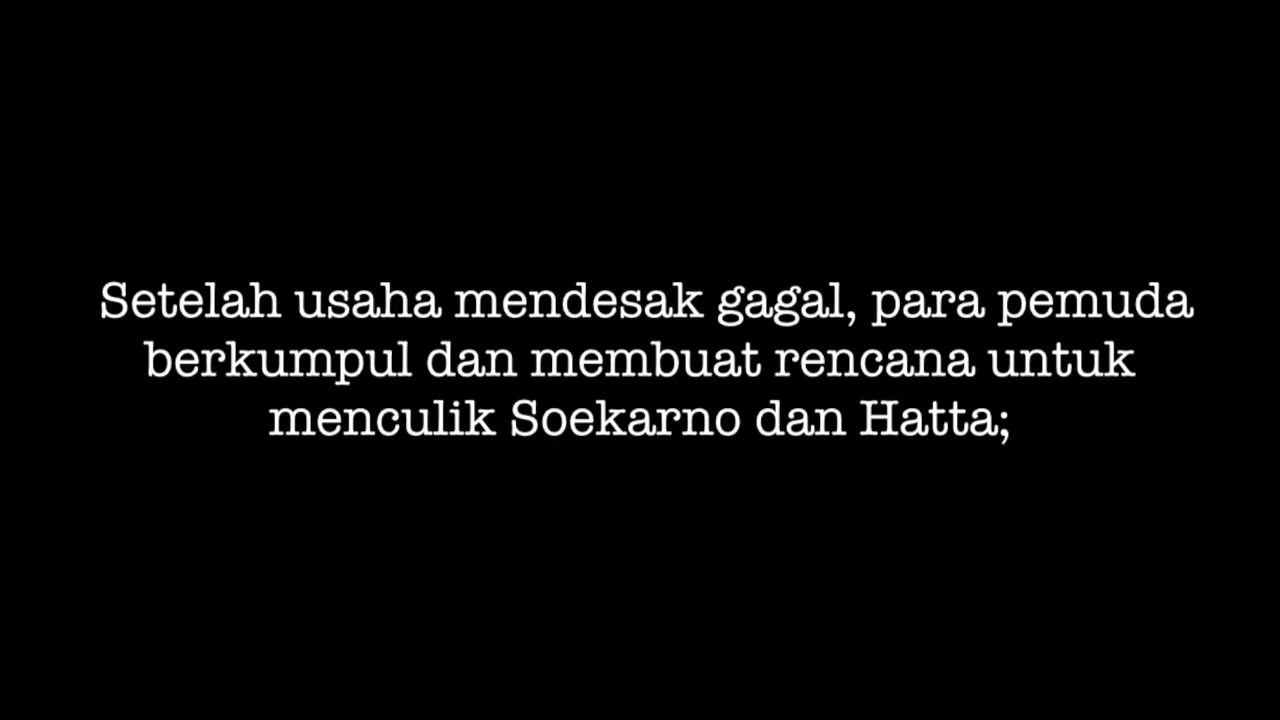 Setelah usaha mendesak gagal, para pemuda
berkumpul dan membuat rencana untuk
menculik Soekarno dan Hatta;